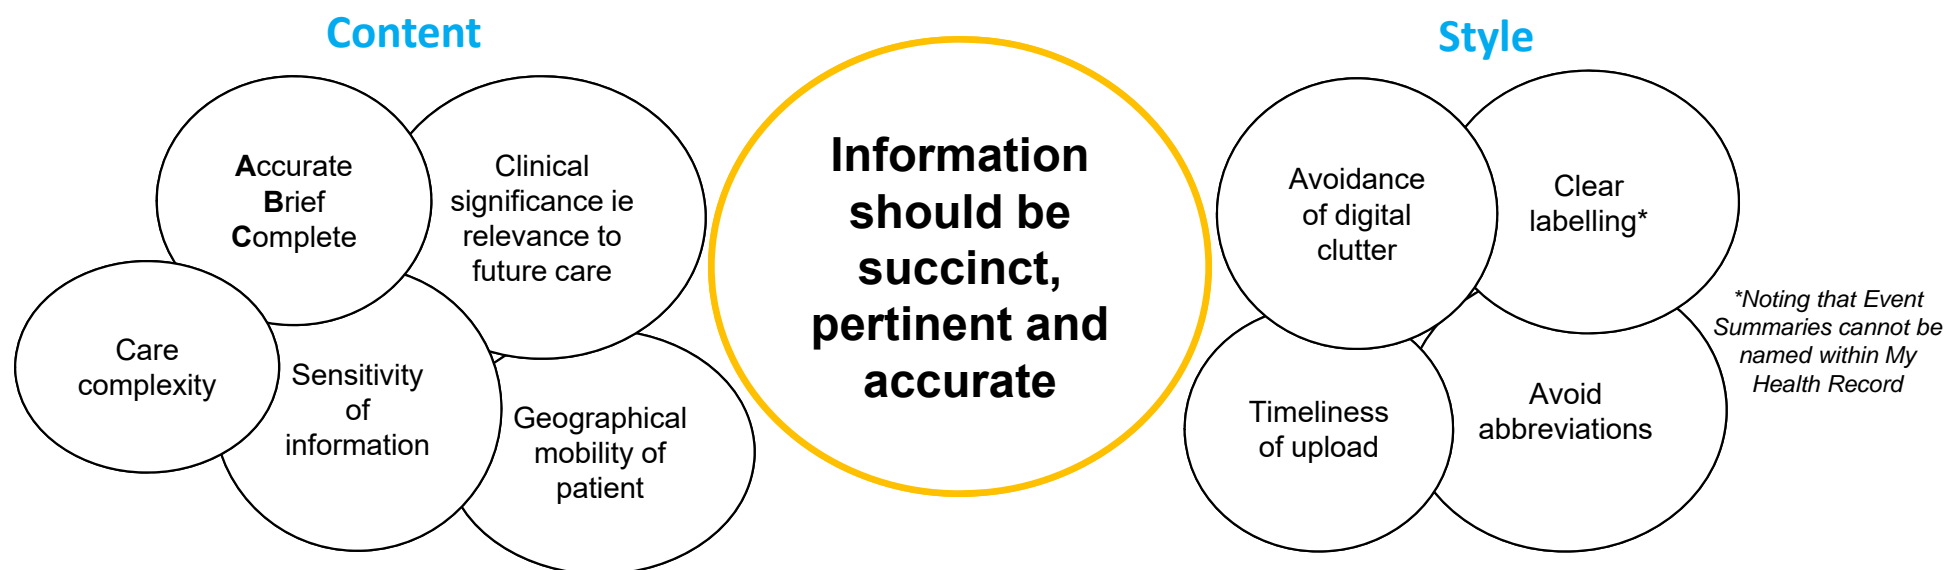 Content
Accurate
Brief
Complete
Clinical
significance ie
relevance to
future care
Care
complexity
Sensitivity
of
information
Geographical
mobility of
patient
Information
should be
succinct,
pertinent and
accurate
Style
Avoidance
of digital
clutter
Clear
labelling*
Timeliness
of upload
Avoid
abbreviations
*Noting that Event
Summaries cannot be
named within My
Health Record